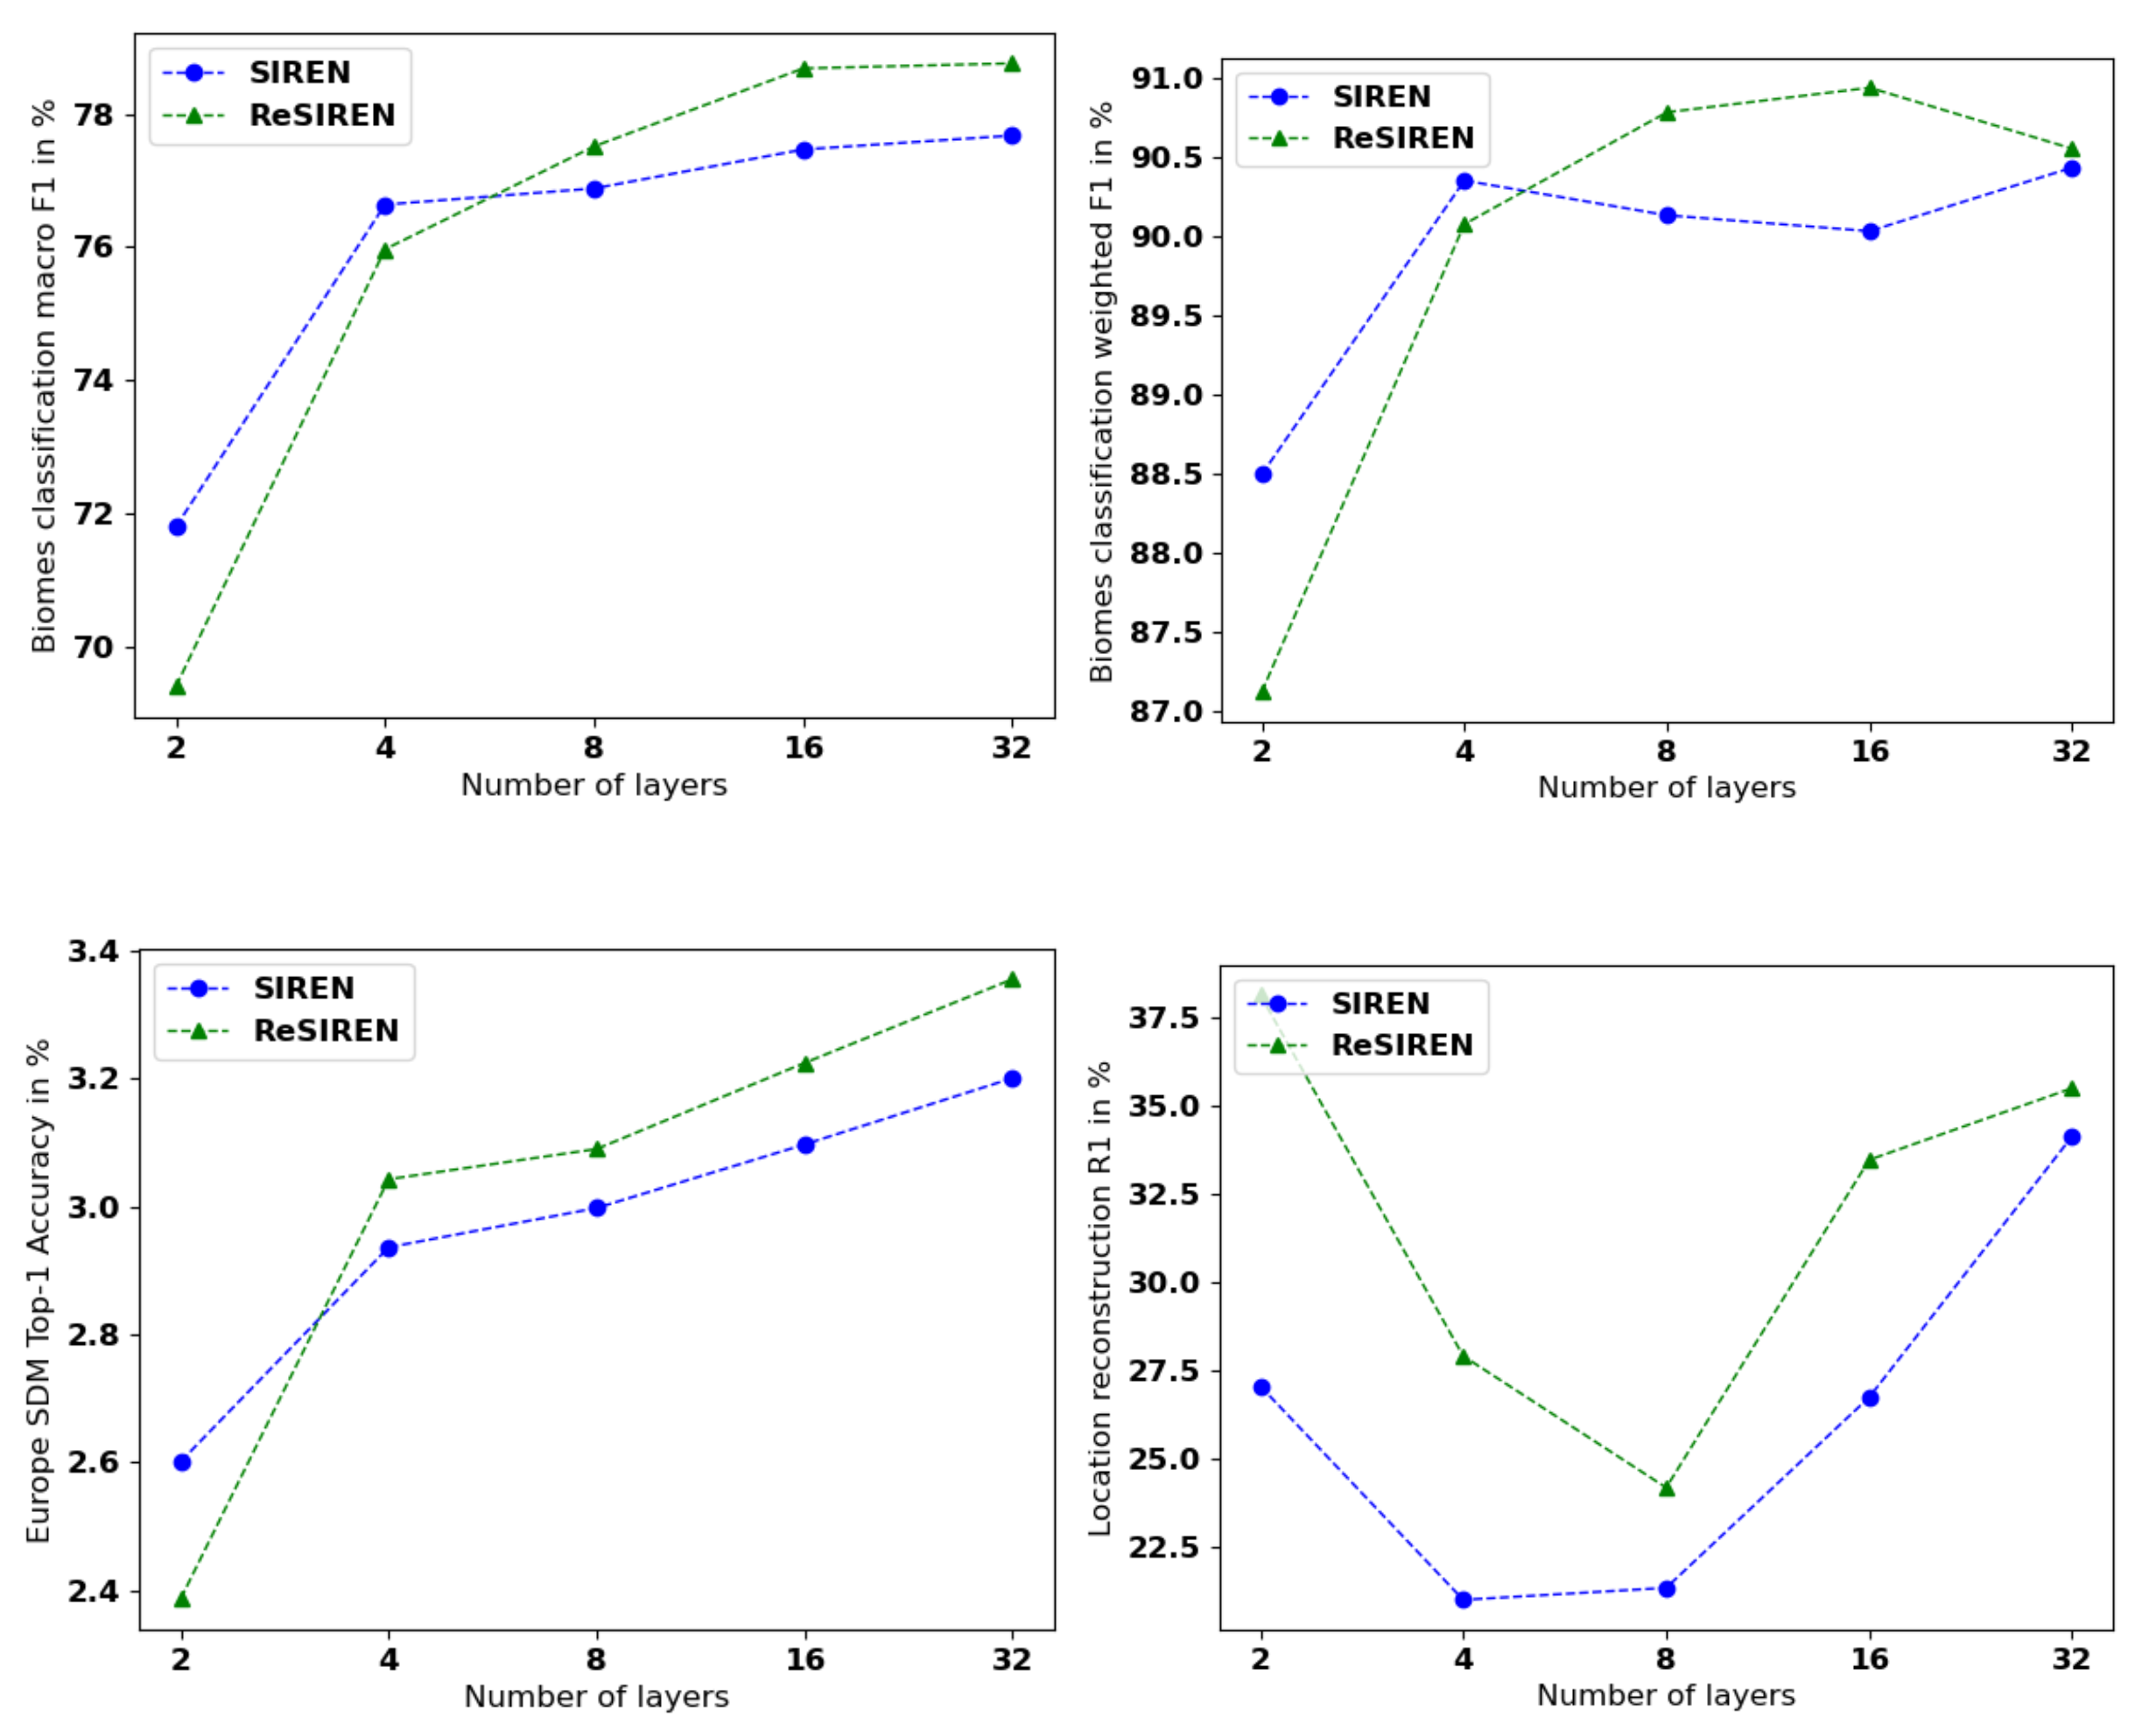 SIREN
ReSIREN
78
76
74
72
70
Biomes classification macro F1 in %
2 4 8 16 32
Number of layers
SIREN
ReSIREN
91.0
90.5
90.0
89.5
89.0
88.5
88.0
87.5
87.0
Biomes classification weighted F1 in %
2 4 8 16 32
Number of layers
SIREN
ReSIREN
3.4
3.2
3.0
2.8
2.6
2.4
Europe SDM Top-1 Accuracy in %
2 4 8 16 32
Number of layers
SIREN
ReSIREN
37.5
35.0
32.5
30.0
27.5
25.0
22.5
Location reconstruction R1 in %
2 4 8 16 32
Number of layers